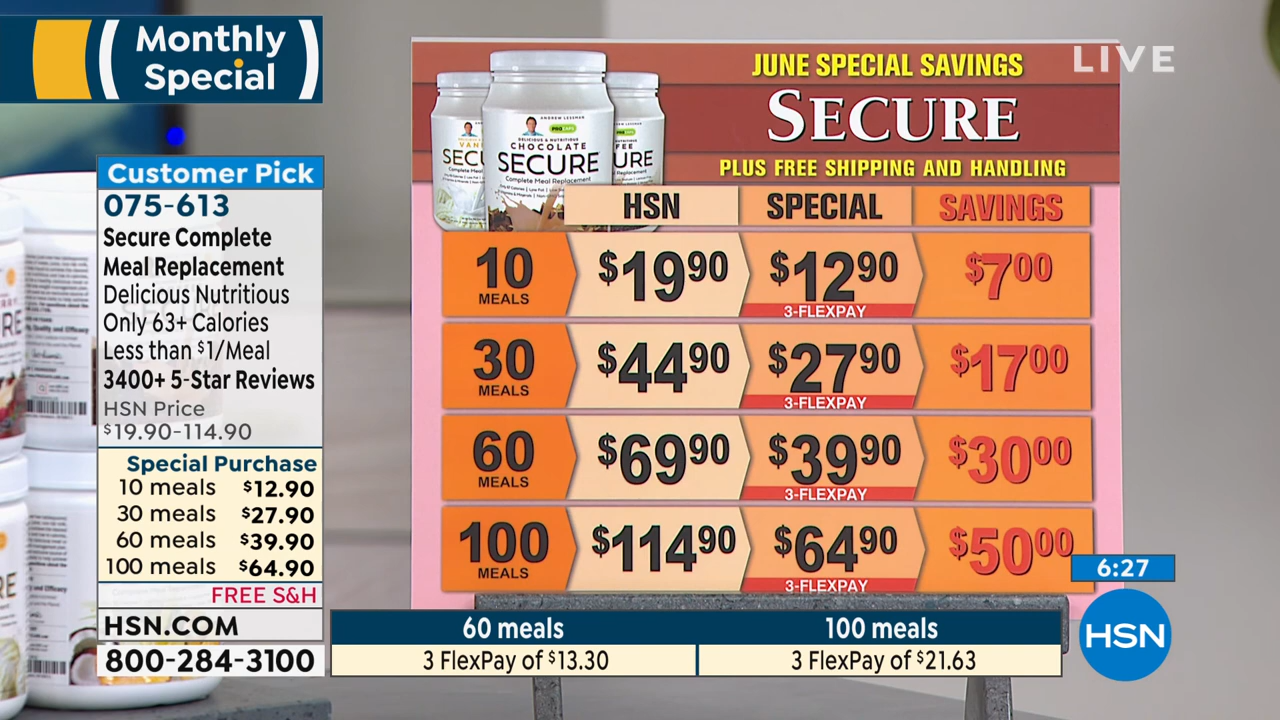 Monthly
Special
LIVE
Customer Pick
075-613
Secure Complete
Meal Replacement
Delicious Nutritious
Only 63+ Calories
Less than $1/Meal
3400+ 5-Star Reviews
HSN Price
$19.90-114.90
Special Purchase
10 meals $12.90
30 meals $27.90
60 meals $39.90
100 meals $64.90
FREE S&H
HSN.COM
800-284-3100
JUNE SPECIAL SAVINGS
SECURE
PLUS FREE SHIPPING AND HANDLING
ANDREW LESSMAN
PROCAPS
DELICIOUS & NUTRITIOUS
CHOCOLATE
SECURE
Complete Meal Replacement
HSN SPECIAL SAVINGS
10 MEALS $19.90 $12.90 $7.00
3-FLEXPAY
30 MEALS $44.90 $27.90 $17.00
3-FLEXPAY
60 MEALS $69.90 $39.90 $30.00
3-FLEXPAY
100 MEALS $114.90 $64.90 $50.00
3-FLEXPAY
6:27
HSN
60 meals 100 meals
3 FlexPay of $13.30 3 FlexPay of $21.63